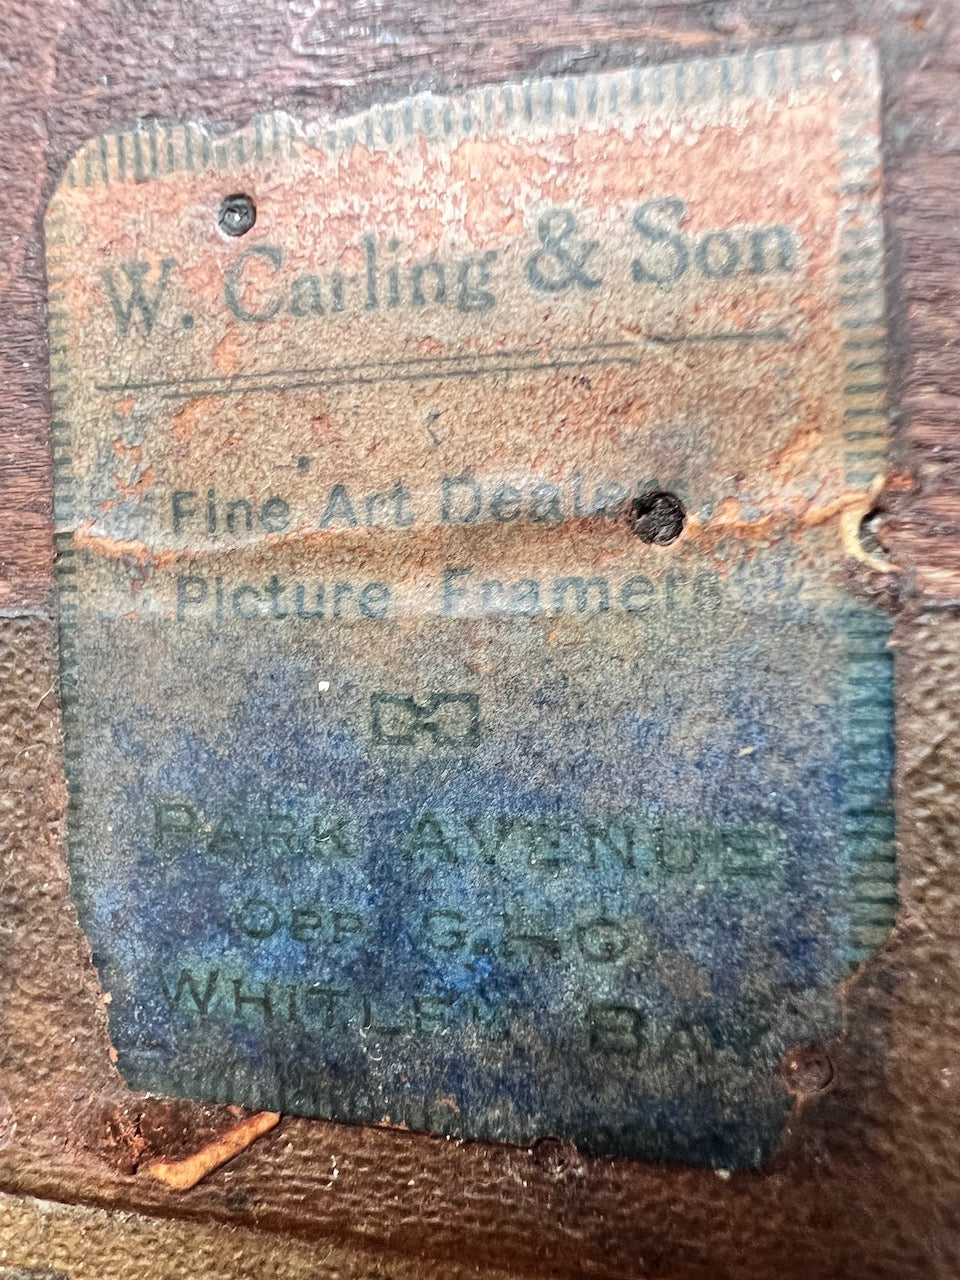 W. Carling & Son
Fine Art Dealers,
Picture Framers
PARK AVENUE
OPP. G.P.O.
WHITLEY BAY